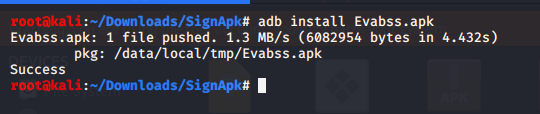 root@kali:~/Downloads/SignApk# adb install Evabss.apk
Evabss.apk: 1 file pushed. 1.3 MB/s (6082954 bytes in 4.432s)
        pkg: /data/local/tmp/Evabss.apk
Success
root@kali:~/Downloads/SignApk#